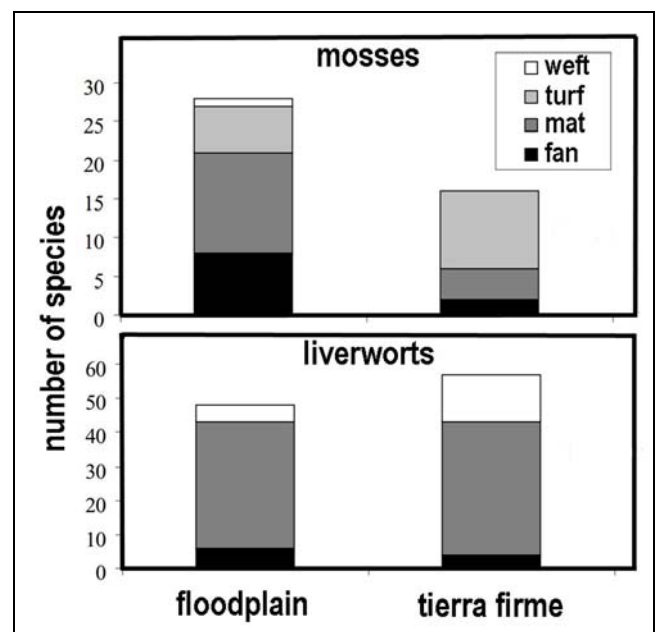 mosses
weft
turf
mat
fan
30
25
20
15
10
5
0
number of species
liverworts
60
50
40
30
20
10
0
floodplain tierra firme